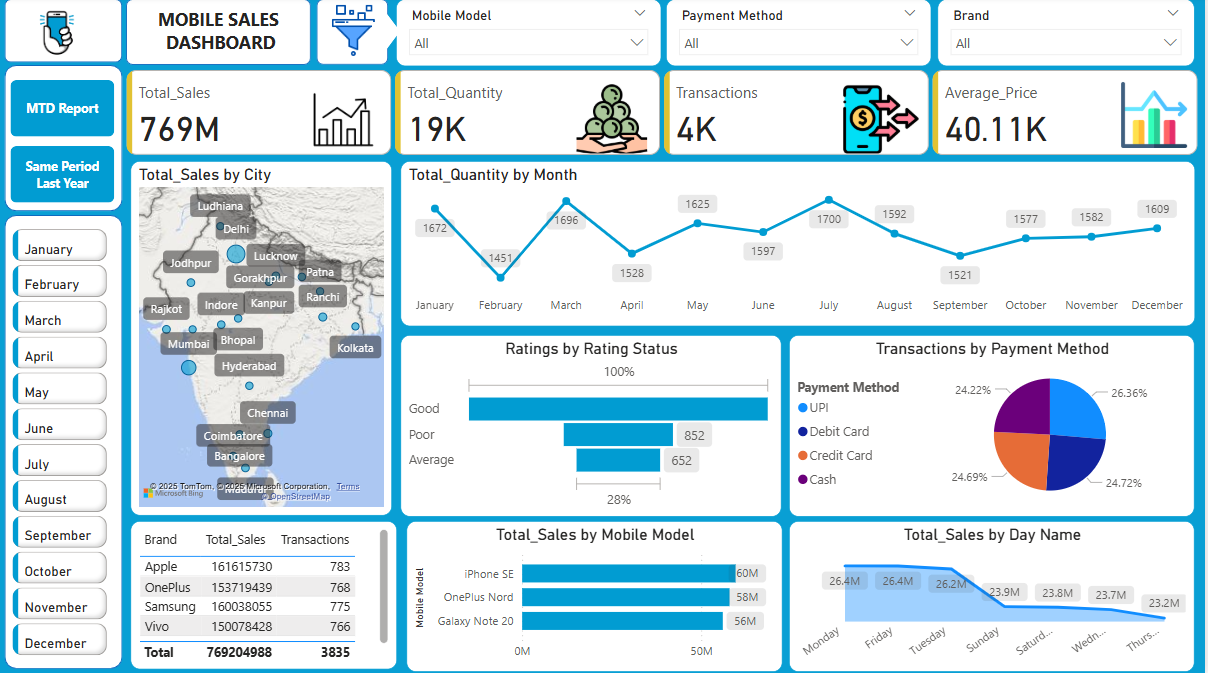 MOBILE SALES
DASHBOARD
Mobile Model
All
Payment Method
All
Brand
All
MTD Report
Same Period
Last Year
Total_Sales
769M
Total_Quantity
19K
Transactions
4K
Average_Price
40.11K
January
February
March
April
May
June
July
August
September
October
November
December
Total_Sales by City
Ludhiana
Delhi
Lucknow
Jodhpur
Gorakhpur
Patna
Ranchi
Rajkot
Indore
Kanpur
Mumbai
Bhopal
Kolkata
Hyderabad
Chennai
Coimbatore
Bangalore
© 2025 TomTom, © 2025 Microsoft Corporation, Terms
Microsoft Bing
© OpenStreetMap
Total_Quantity by Month
1672
1451
1696
1528
1625
1597
1700
1592
1521
1577
1582
1609
January
February
March
April
May
June
July
August
September
October
November
December
Ratings by Rating Status
100%
Good
Poor
852
Average
652
28%
Transactions by Payment Method
Payment Method
UPI
Debit Card
Credit Card
Cash
24.22%
26.36%
24.69%
24.72%
Brand Total_Sales Transactions
Apple 161615730 783
OnePlus 153719439 768
Samsung 160038055 775
Vivo 150078428 766
Total 769204988 3835
Total_Sales by Mobile Model
Mobile Model
iPhone SE 60M
OnePlus Nord 58M
Galaxy Note 20 56M
0M 50M
Total_Sales by Day Name
26.4M
26.4M
26.2M
23.9M
23.8M
23.7M
23.2M
Monday
Friday
Tuesday
Sunday
Saturd...
Wedn...
Thurs...